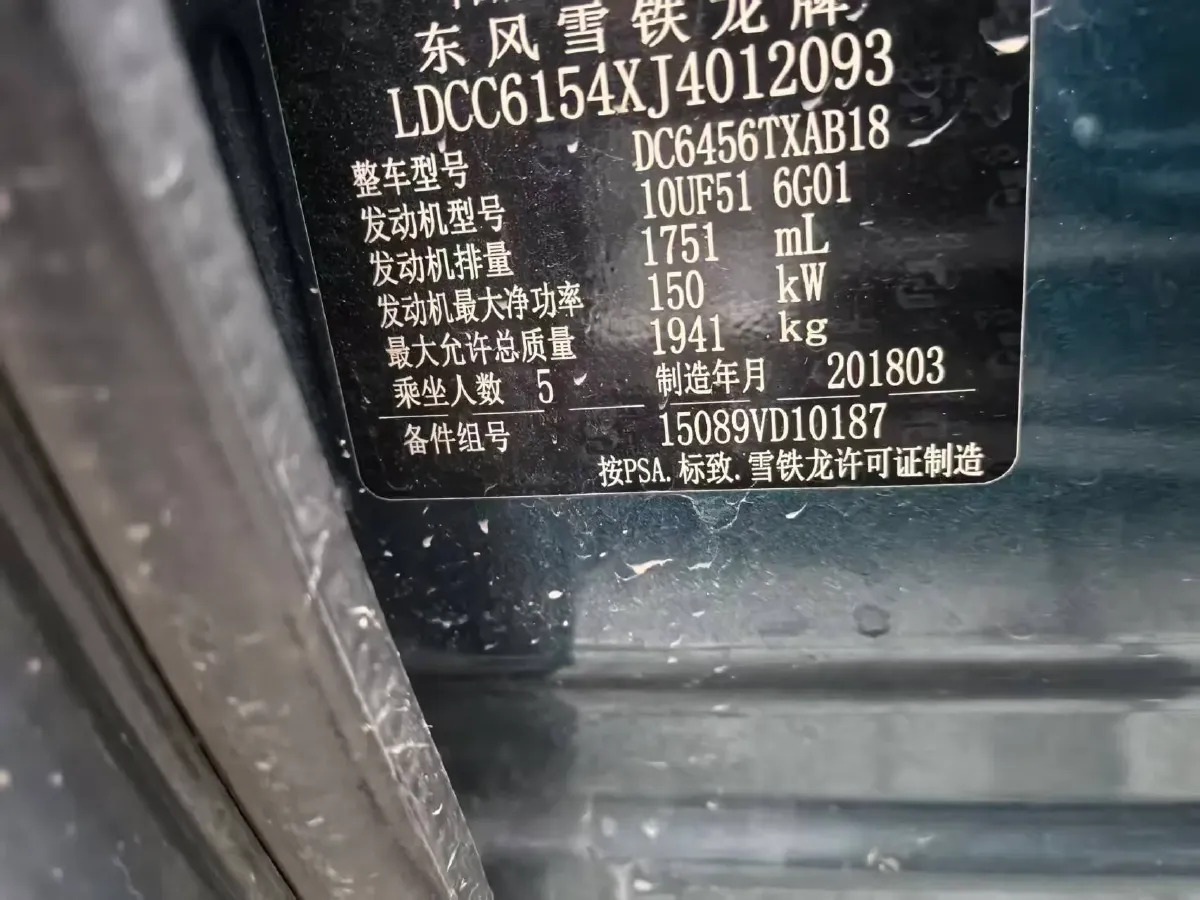 东风雪铁龙牌
LDCC6154XJ4012093
整车型号 DC6456TXAB18
发动机型号 10UF51 6G01
发动机排量 1751 mL
发动机最大净功率 150 kW
最大允许总质量 1941 kg
乘坐人数 5 制造年月 201803
备件组号 15089VD10187
按PSA.标致.雪铁龙许可证制造